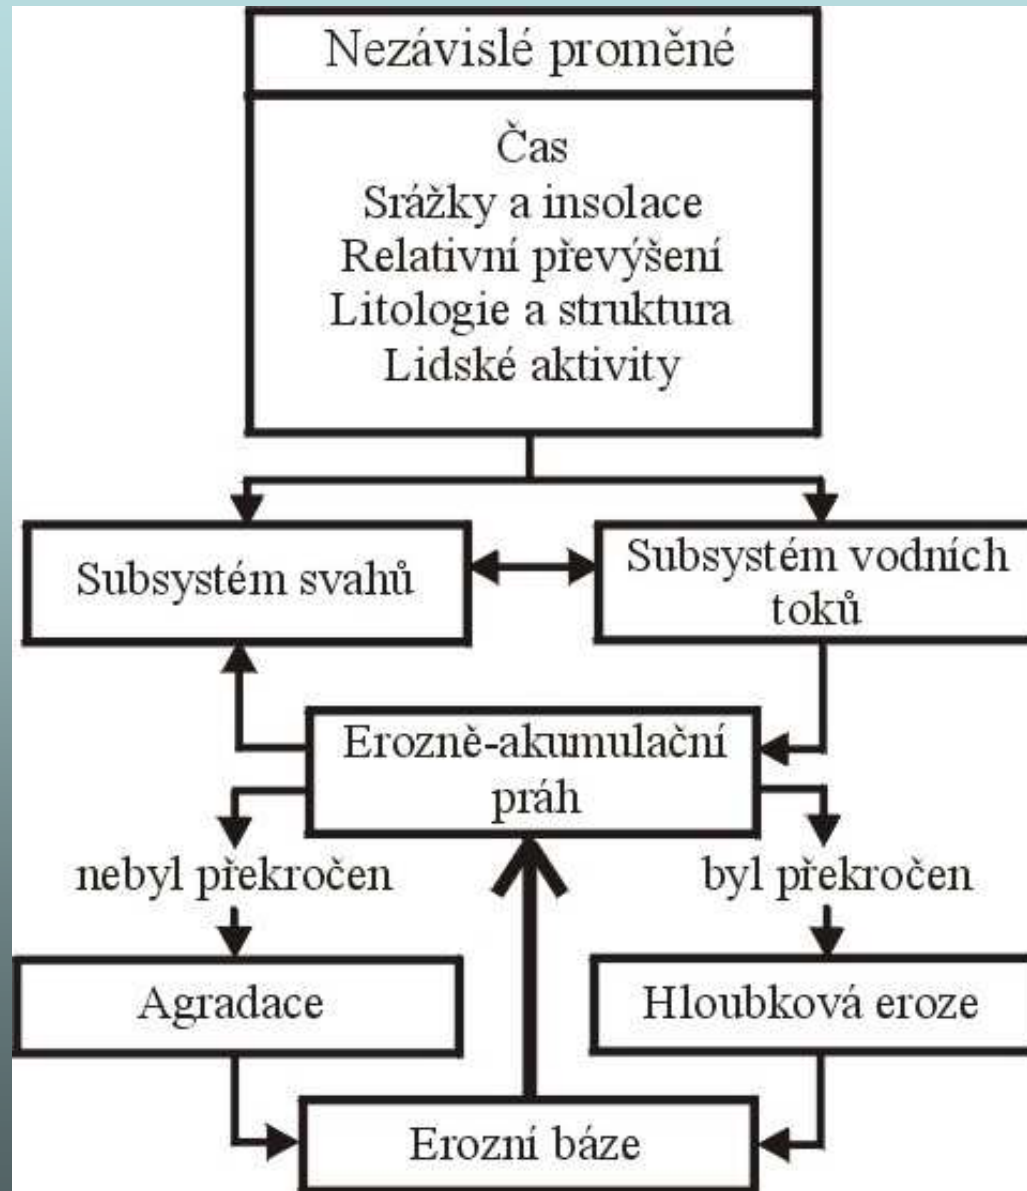 Nezávislé proměné
Čas
Srážky a insolace
Relativní převýšení
Litologie a struktura
Lidské aktivity
Subsystém svahů
Subsystém vodních
toků
Erozně-akumulační
práh
nebyl překročen
byl překročen
Agradace
Hloubková eroze
Erozní báze